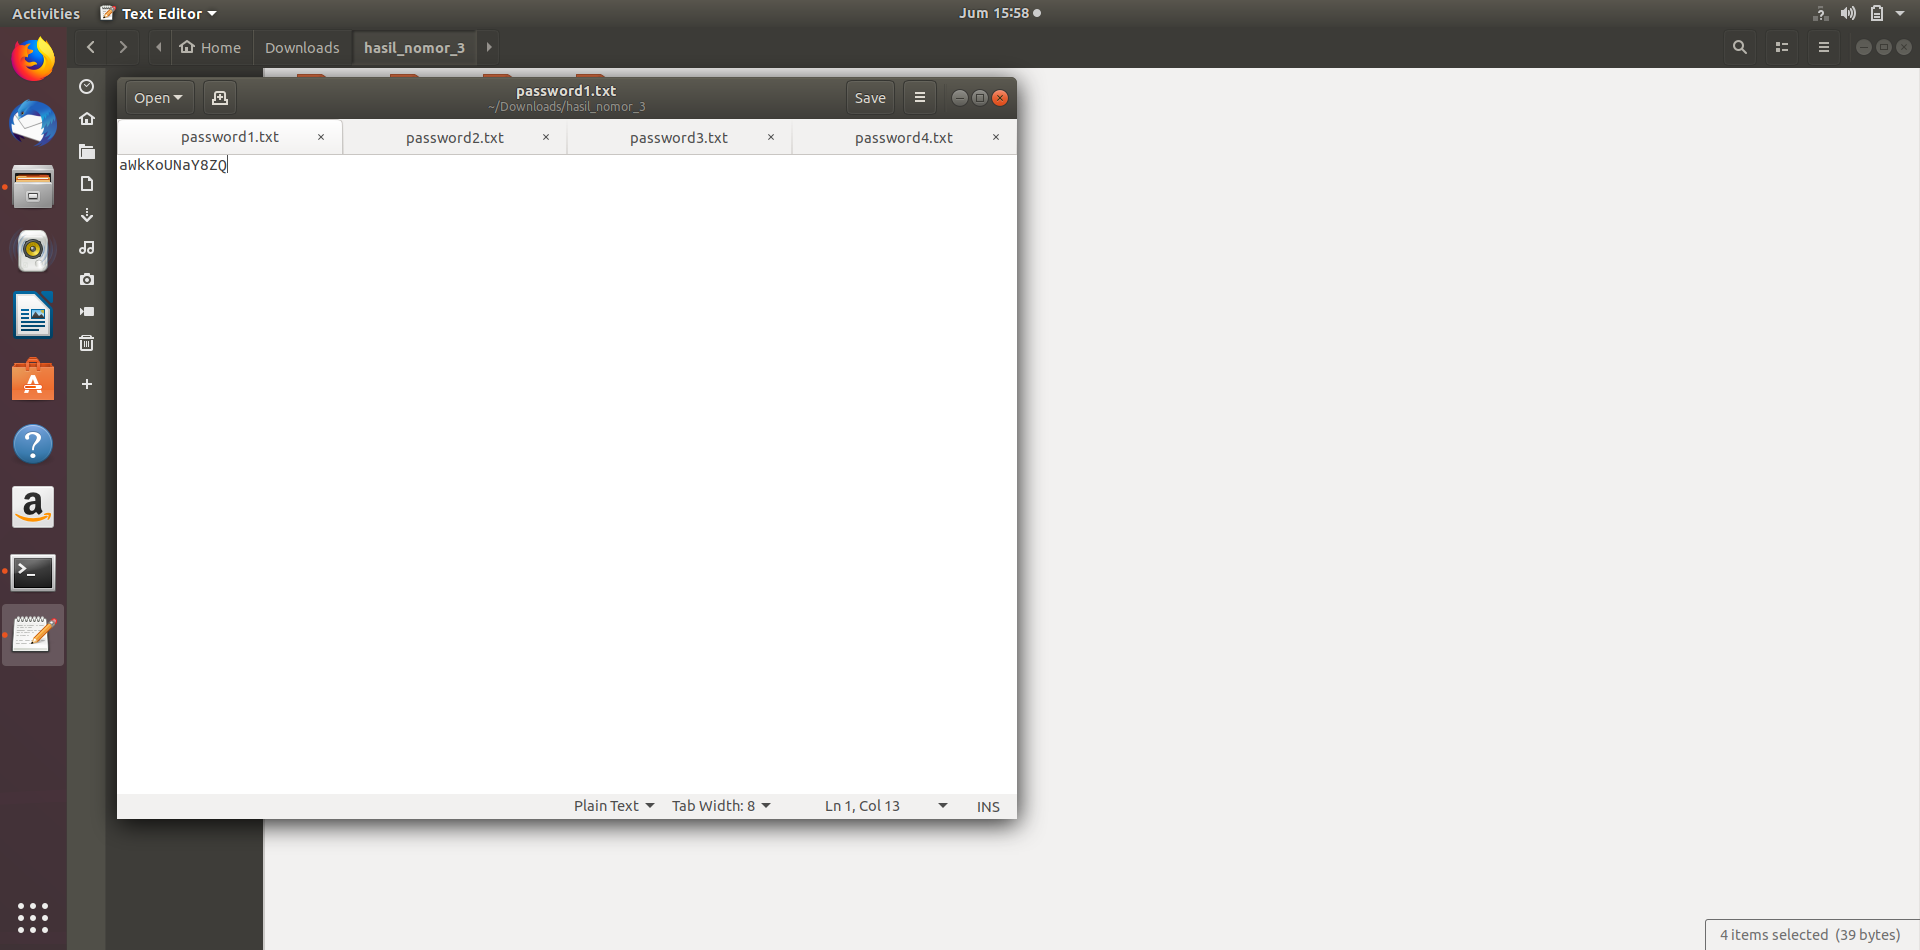 Activities Text Editor Jum 15:58
Home Downloads hasil_nomor_3
Open password1.txt Save
~/Downloads/hasil_nomor_3
password1.txt password2.txt password3.txt password4.txt
aWkKoUNaY8ZQ
Plain Text Tab Width: 8 Ln 1, Col 13 INS
4 items selected (39 bytes)